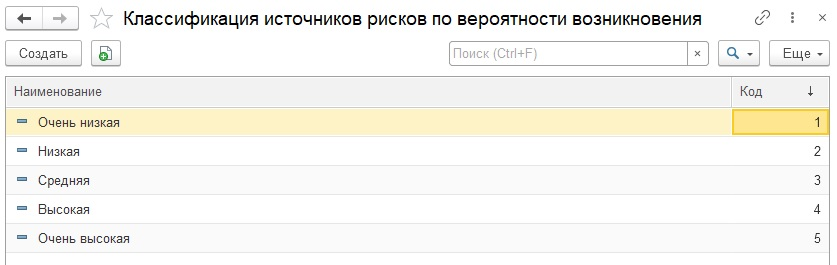 Классификация источников рисков по вероятности возникновения
Создать Поиск (Ctrl+F) × Еще
Наименование Код ↓
Очень низкая 1
Низкая 2
Средняя 3
Высокая 4
Очень высокая 5